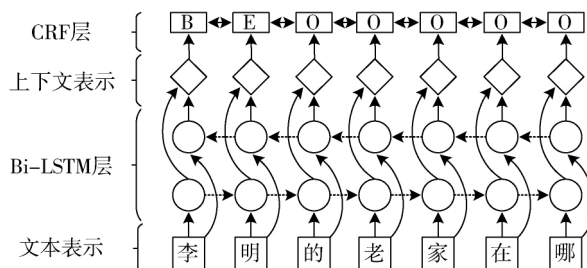 CRF层 B E O O O O O
上下文表示
Bi-LSTM层
文本表示 李 明 的 老 家 在 哪